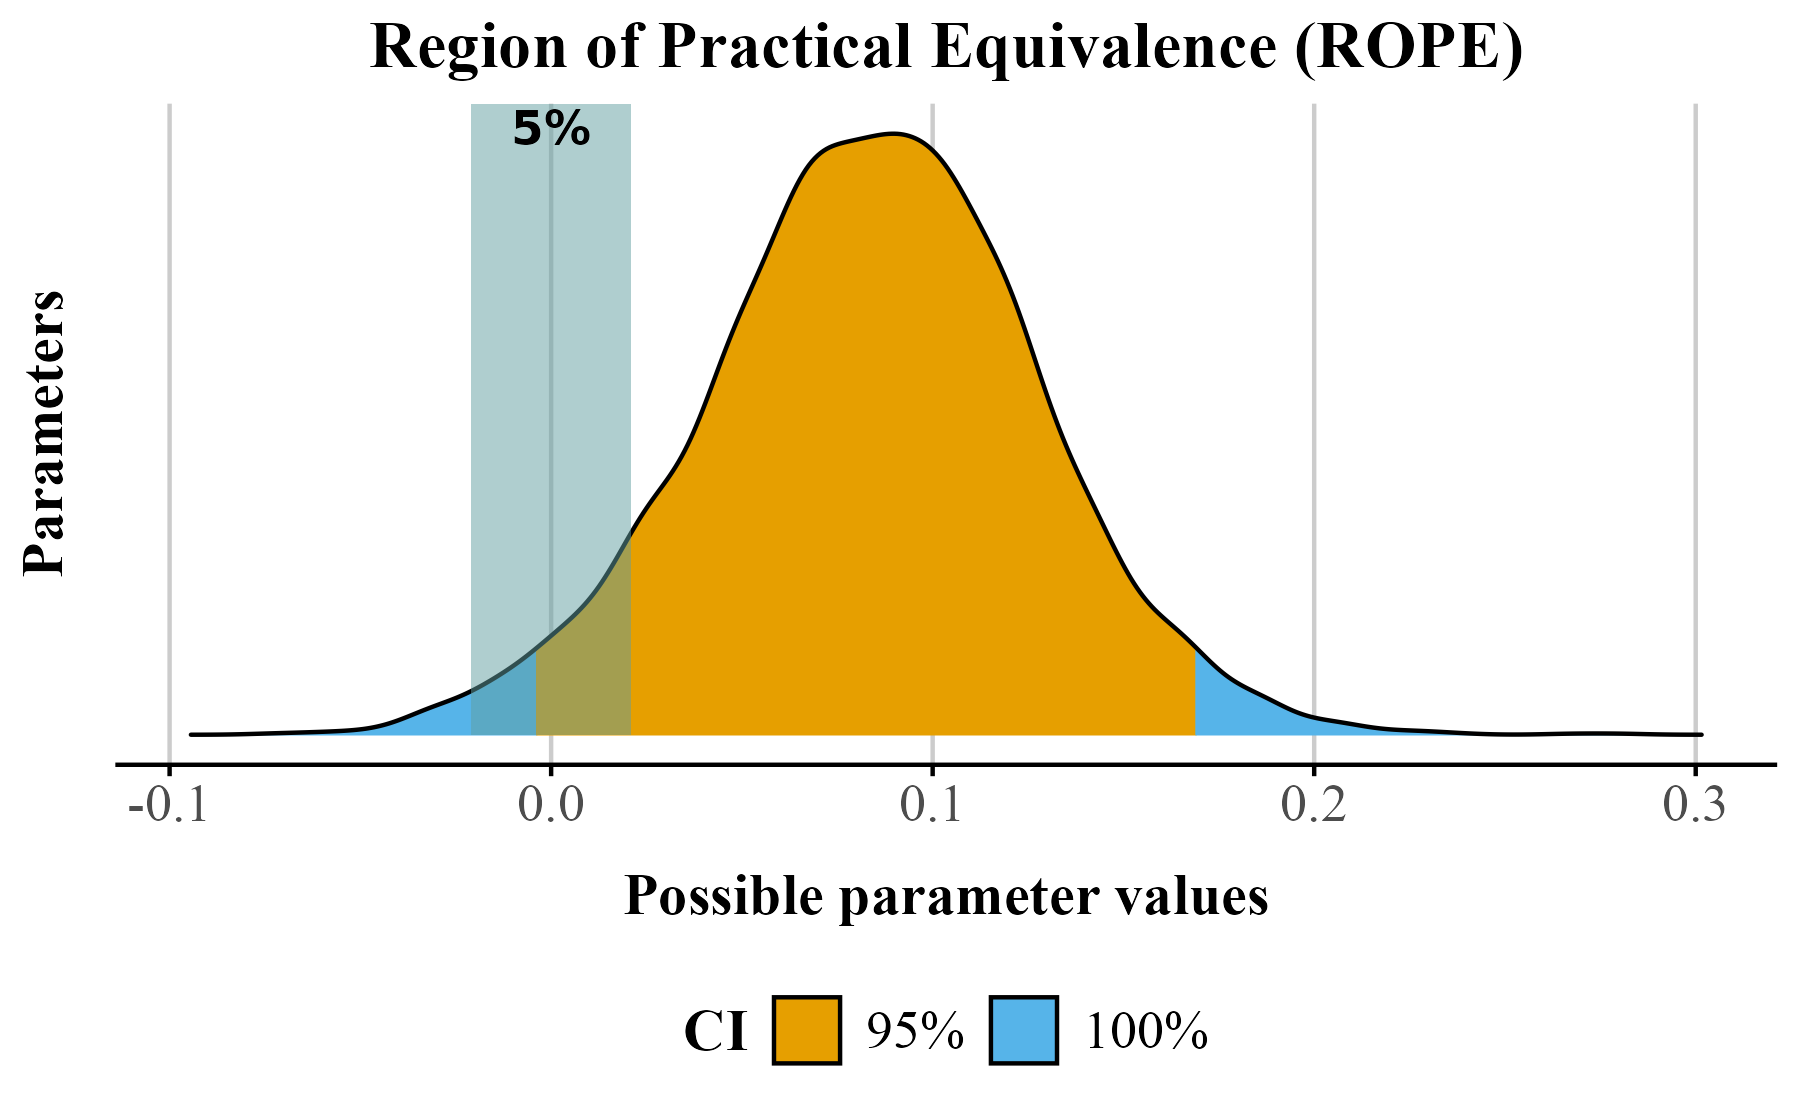 Region of Practical Equivalence (ROPE)
5%
Parameters
-0.1 0.0 0.1 0.2 0.3
Possible parameter values
CI 95% 100%